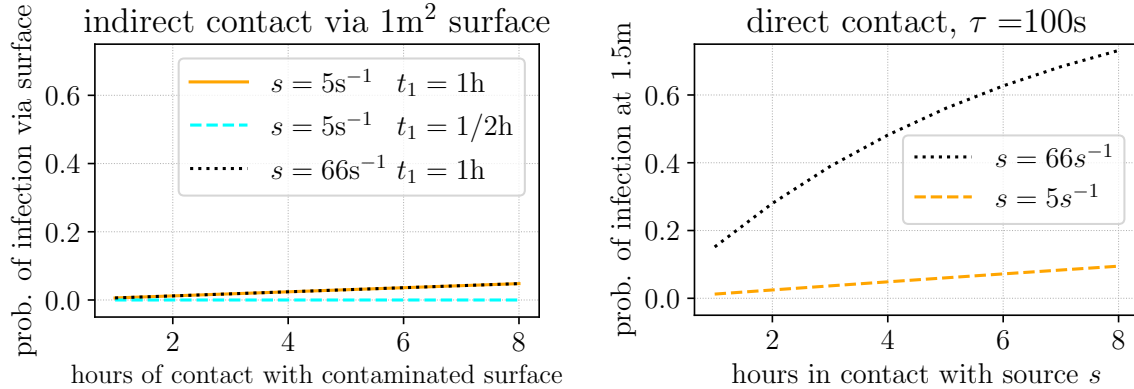 indirect contact via 1m²  surface
prob. of infection via surface
0.6
0.4
0.2
0.0
s = 5s⁻¹ t₁ = 1h
s = 5s⁻¹ t₁ = 1/2h
s = 66s⁻¹ t₁ = 1h
2 4 6 8
hours of contact with contaminated surface
direct contact, τ =100s
prob. of infection at 1.5m
0.6
0.4
0.2
0.0
s = 66s⁻¹
s = 5s⁻¹
2 4 6 8
hours in contact with source s